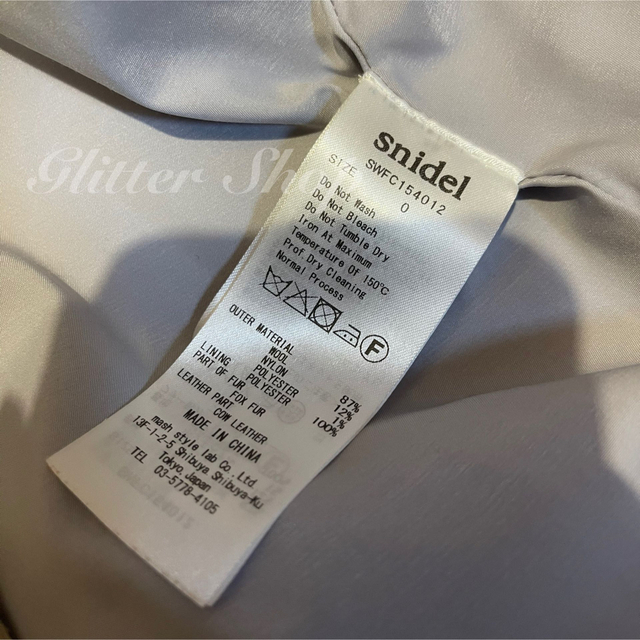 Glitter Sho
snidel
SWFC154012
SIZE 0
Do Not Wash
Do Not Bleach
Do Not Tumble Dry
Iron At Maximum
Temperature Of 150℃
Prof. Dry Cleaning
Normal Process
F
OUTER MATERIAL
WOOL 87%
NYLON 12%
POLYESTER 1%
LINING POLYESTER 100%
PART OF FUR
FOX FUR
LEATHER PART
COW LEATHER
MADE IN CHINA
mash style lab Co., Ltd.
13F-1-2-5 Shibuya Shibuya-Ku
Tokyo, Japan
TEL 03-5778-4105